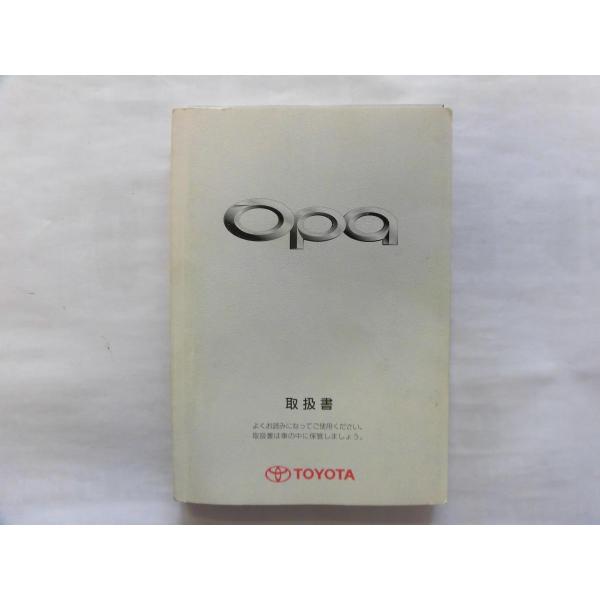 Opa
取扱書
よくお読みになってご使用ください。
取扱書は車の中に保管しましょう。
TOYOTA